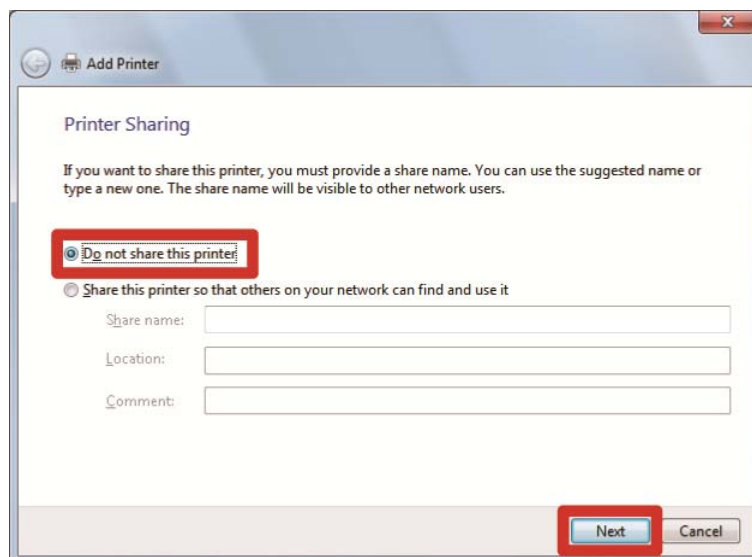 Add Printer
Printer Sharing
If you want to share this printer, you must provide a share name. You can use the suggested name or
type a new one. The share name will be visible to other network users.
Do not share this printer
Share this printer so that others on your network can find and use it
Share name:
Location:
Comment:
Next Cancel